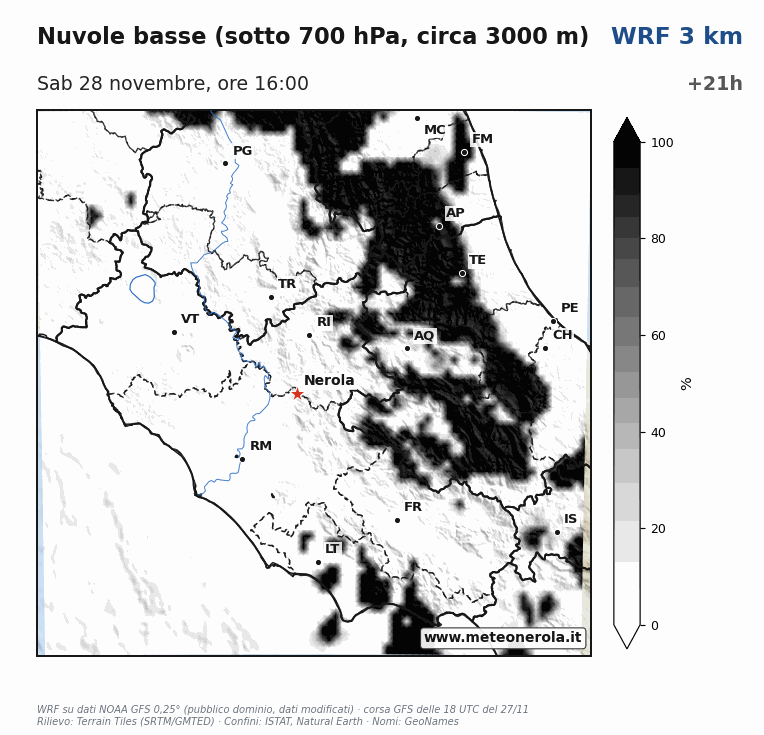 Nuvole basse (sotto 700 hPa, circa 3000 m) WRF 3 km
Sab 28 novembre, ore 16:00 +21h
MC
FM
PG
AP
TE
TR
PE
VT
RI
AQ
CH
Nerola
RM
FR
IS
LT
www.meteonerola.it
100
80
60
40
20
0
%
WRF su dati NOAA GFS 0,25° (pubblico dominio, dati modificati) · corsa GFS delle 18 UTC del 27/11
Rilievo: Terrain Tiles (SRTM/GMTED) · Confini: ISTAT, Natural Earth · Nomi: GeoNames